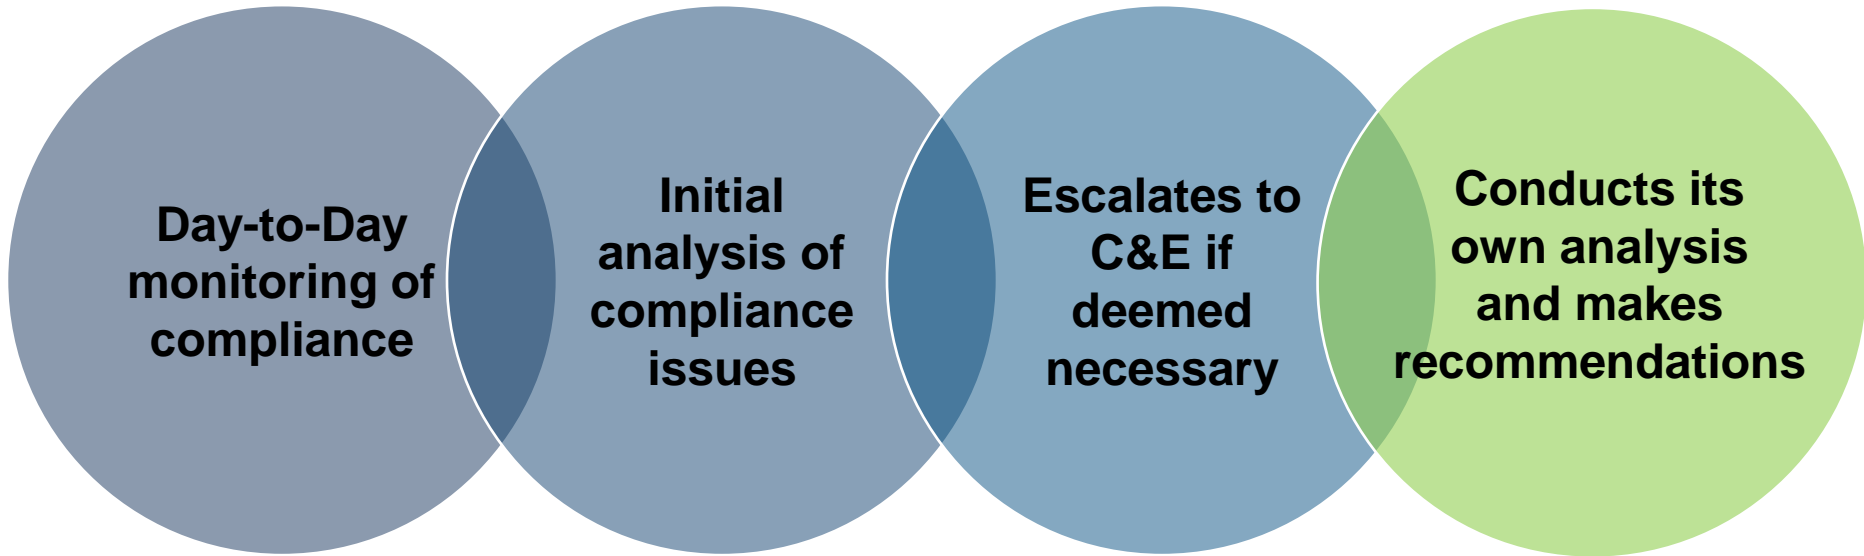 Day-to-Day
monitoring of
compliance
Initial
analysis of
compliance
issues
Escalates to
C&E if
deemed
necessary
Conducts its
own analysis
and makes
recommendations